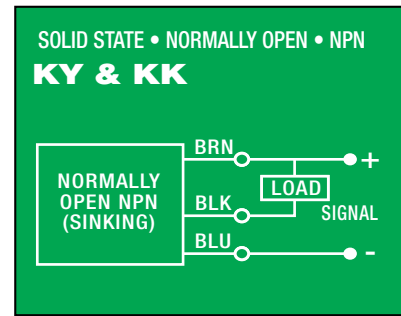 SOLID STATE • NORMALLY OPEN • NPN
KY & KK
BRN
+
NORMALLY
OPEN NPN
(SINKING)
LOAD
BLK
SIGNAL
BLU
-